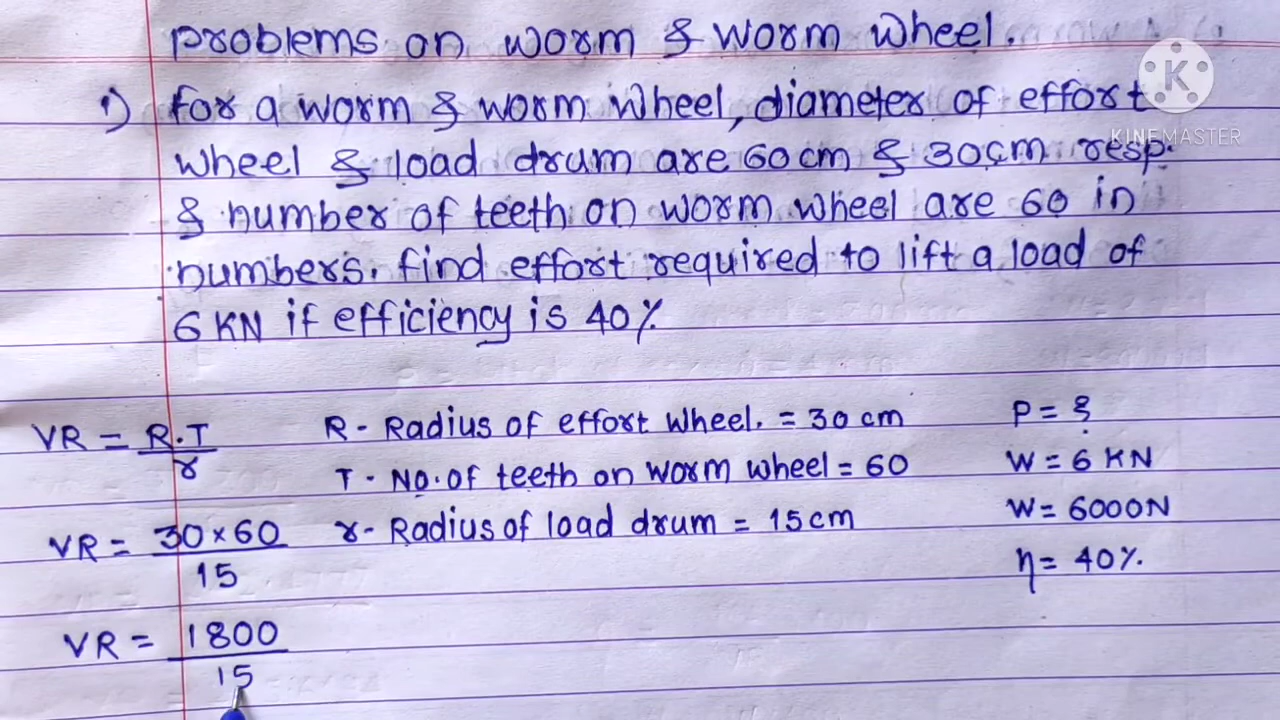 problems on worm & worm wheel.
1) for a worm & worm wheel, diameter of effort
wheel & load drum are 60cm & 30cm resp.
& number of teeth on worm wheel are 60 in
numbers. find effort required to lift a load of
6 KN if efficiency is 40%
K
KINEMASTER
VR = R.T / r
R - Radius of effort wheel. = 30 cm
P = ?
T - No. of teeth on worm wheel = 60
W = 6 KN
VR = 30 × 60 / 15
r - Radius of load drum = 15cm
W = 6000N
η = 40%.
VR = 1800 / 15